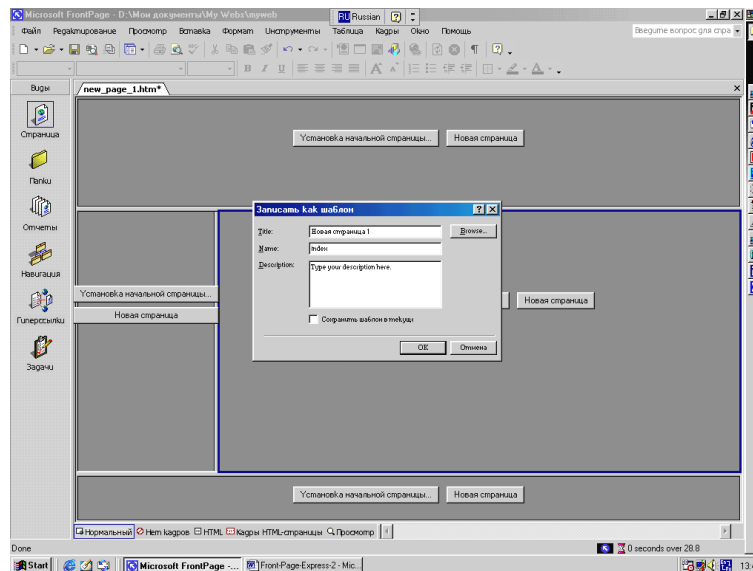 Microsoft FrontPage - D:\Мои документы\My Webs\myweb
RU Russian
Файл Редактирование Просмотр Вставка Формат Инструменты Таблица Кадры Окно Помощь
Введите вопрос для спра
Виды
new_page_1.htm*
Страница
Папки
Отчеты
Навигация
Гиперссылки
Задачи
Установка начальной страницы... Новая страница
Записать как шаблон
Title: Новая страница 1 Browse...
Name: index
Description: Type your description here.
Сохранить шаблон в текущи
OK Отмена
Установка начальной страницы...
Новая страница
Новая страница
Установка начальной страницы... Новая страница
Нормальный Нет кадров HTML Кадры HTML-страницы Просмотр
Done
0 seconds over 28.8
Start Microsoft FrontPage -... Front-Page-Express-2 - Mic...